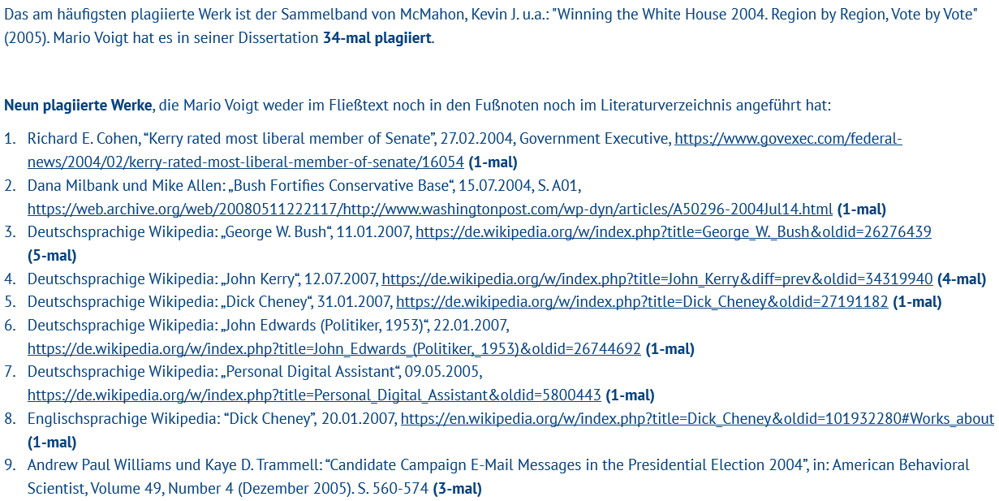 Das am häufigsten plagiierte Werk ist der Sammelband von McMahon, Kevin J. u.a.: "Winning the White House 2004. Region by Region, Vote by Vote"
(2005). Mario Voigt hat es in seiner Dissertation 34-mal plagiiert.
Neun plagiierte Werke, die Mario Voigt weder im Fließtext noch in den Fußnoten noch im Literaturverzeichnis angeführt hat:
1. Richard E. Cohen, “Kerry rated most liberal member of Senate”, 27.02.2004, Government Executive, https://www.govexec.com/federal-
news/2004/02/kerry-rated-most-liberal-member-of-senate/16054 (1-mal)
2. Dana Milbank und Mike Allen: „Bush Fortifies Conservative Base“, 15.07.2004, S. A01,
https://web.archive.org/web/20080511222117/http://www.washingtonpost.com/wp-dyn/articles/A50296-2004Jul14.html (1-mal)
3. Deutschsprachige Wikipedia: „George W. Bush“, 11.01.2007, https://de.wikipedia.org/w/index.php?title=George_W._Bush&oldid=26276439
(5-mal)
4. Deutschsprachige Wikipedia: „John Kerry“, 12.07.2007, https://de.wikipedia.org/w/index.php?title=John_Kerry&diff=prev&oldid=34319940 (4-mal)
5. Deutschsprachige Wikipedia: „Dick Cheney“, 31.01.2007, https://de.wikipedia.org/w/index.php?title=Dick_Cheney&oldid=27191182 (1-mal)
6. Deutschsprachige Wikipedia: „John Edwards (Politiker, 1953)“, 22.01.2007,
https://de.wikipedia.org/w/index.php?title=John_Edwards_(Politiker,_1953)&oldid=26744692 (1-mal)
7. Deutschsprachige Wikipedia: „Personal Digital Assistant“, 09.05.2005,
https://de.wikipedia.org/w/index.php?title=Personal_Digital_Assistant&oldid=5800443 (1-mal)
8. Englischsprachige Wikipedia: “Dick Cheney”, 20.01.2007, https://en.wikipedia.org/w/index.php?title=Dick_Cheney&oldid=101932280#Works_about
(1-mal)
9. Andrew Paul Williams und Kaye D. Trammell: “Candidate Campaign E-Mail Messages in the Presidential Election 2004”, in: American Behavioral
Scientist, Volume 49, Number 4 (Dezember 2005). S. 560-574 (3-mal)